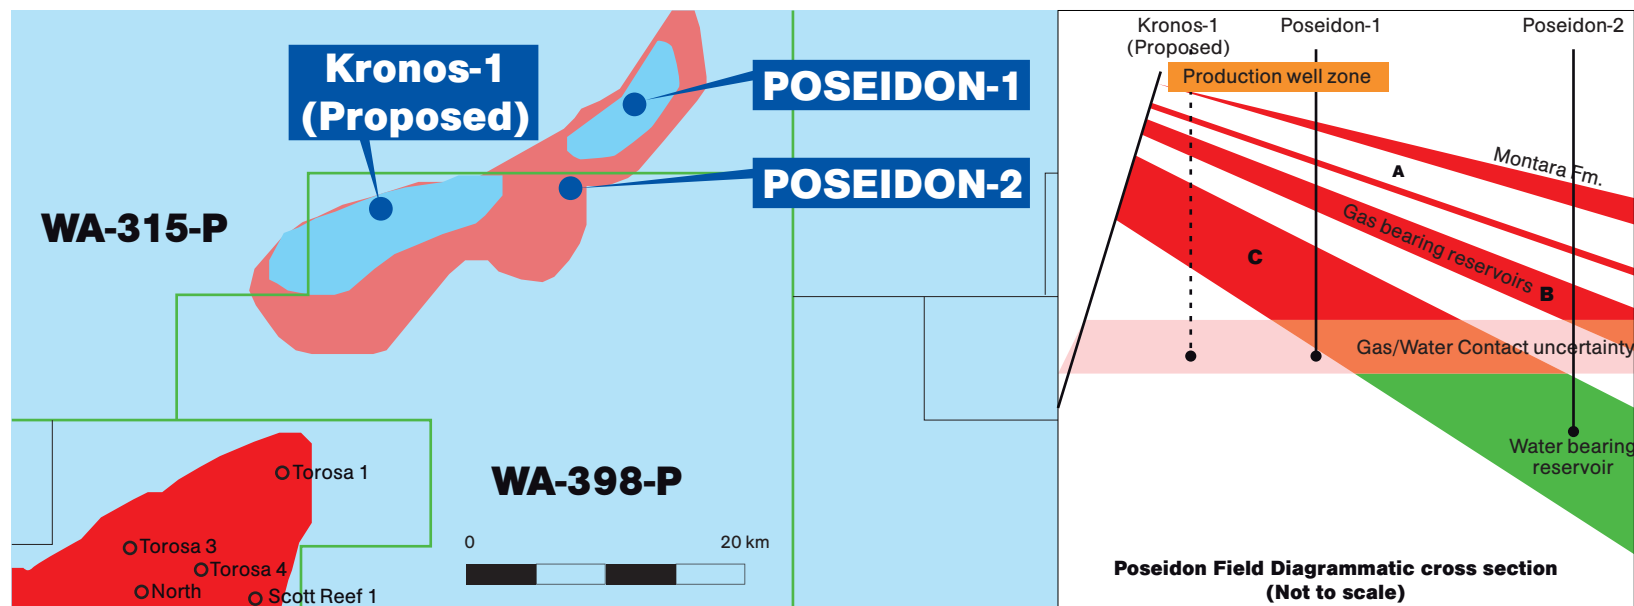 Kronos-1
(Proposed)
POSEIDON-1
POSEIDON-2
WA-315-P
WA-398-P
Torosa 1
Torosa 3
Torosa 4
North
Scott Reef 1
0
20 km
Kronos-1
(Proposed)
Poseidon-1
Poseidon-2
Production well zone
Montara Fm.
A
Gas bearing reservoirs
B
C
Gas/Water Contact uncertainty
Water bearing
reservoir
Poseidon Field Diagrammatic cross section
(Not to scale)